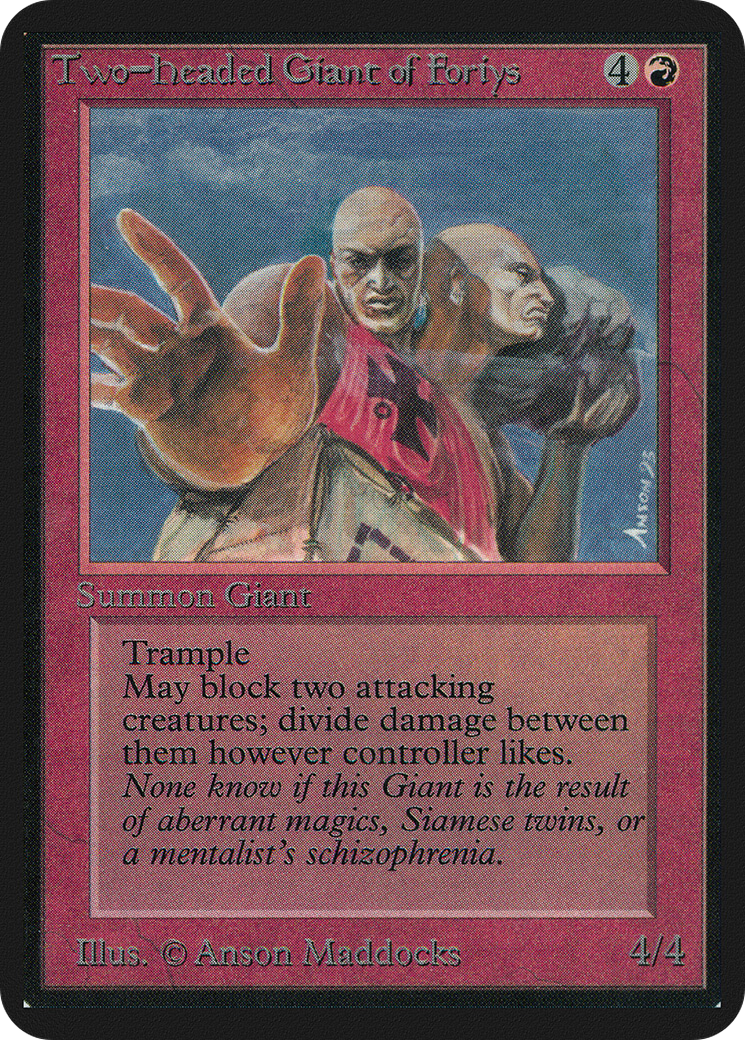 Two-Headed Giant of Foriys 4
ANSON 93
Summon Giant
Trample
May block two attacking
creatures; divide damage between
them however controller likes.
None know if this Giant is the result
of aberrant magics, Siamese twins, or
a mentalist's schizophrenia.
Illus. © Anson Maddocks 4/4